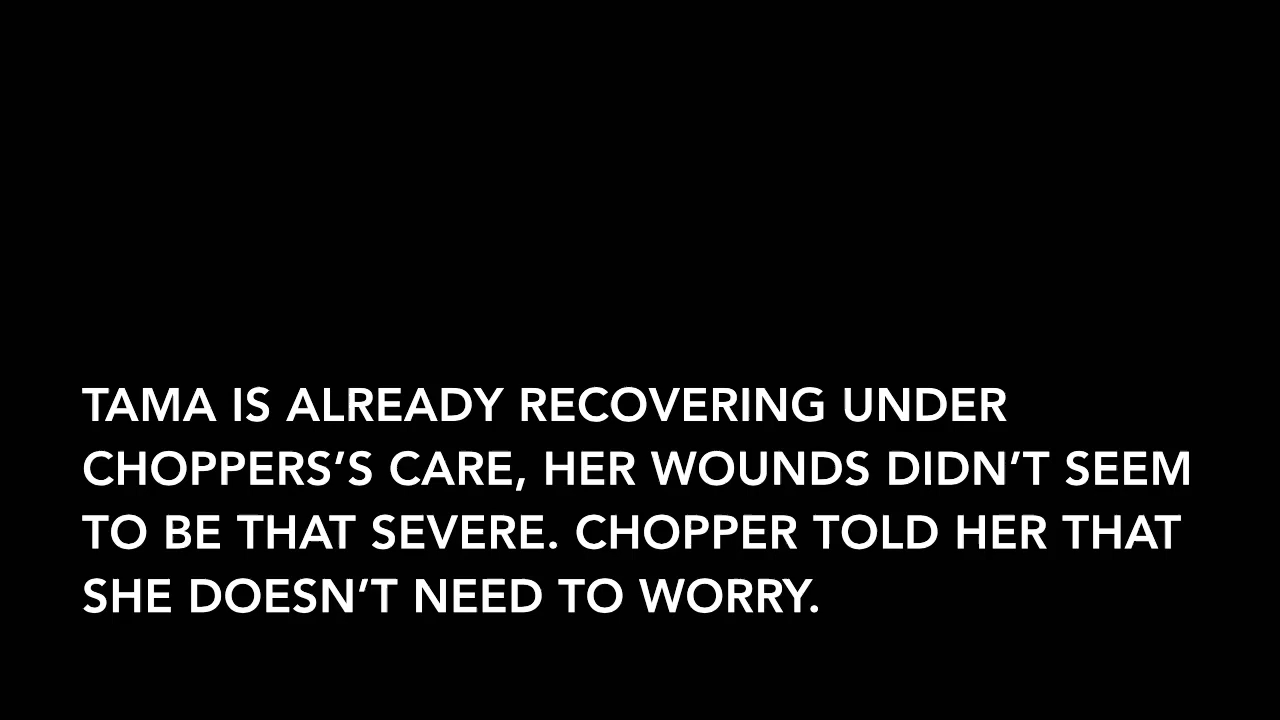 TAMA IS ALREADY RECOVERING UNDER
CHOPPERS’S CARE, HER WOUNDS DIDN’T SEEM
TO BE THAT SEVERE. CHOPPER TOLD HER THAT
SHE DOESN’T NEED TO WORRY.